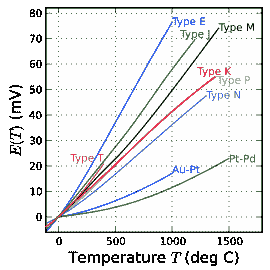 80
70
60
50
40
30
20
10
0
E(T) (mV)
Type E
Type J
Type M
Type K
Type P
Type N
Type T
Au-Pt
Pt-Pd
0
500
1000
1500
Temperature T (deg C)